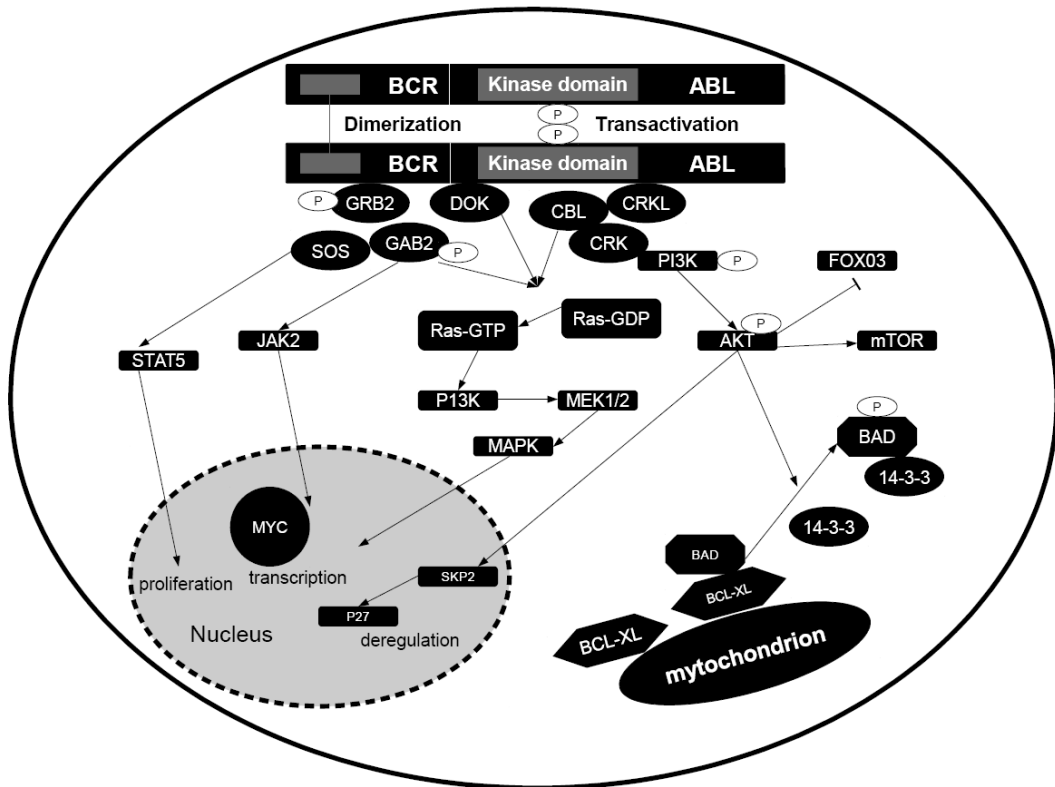 BCR Kinase domain ABL
Dimerization P Transactivation
P
BCR Kinase domain ABL
P GRB2 DOK CBL CRKL
SOS GAB2 P CRK
PI3K P FOX03
Ras-GTP Ras-GDP P
STAT5 JAK2 AKT mTOR
P13K MEK1/2 P
MAPK BAD
14-3-3
MYC 14-3-3
proliferation transcription SKP2 BAD
P27 BCL-XL
Nucleus deregulation BCL-XL
mytochondrion